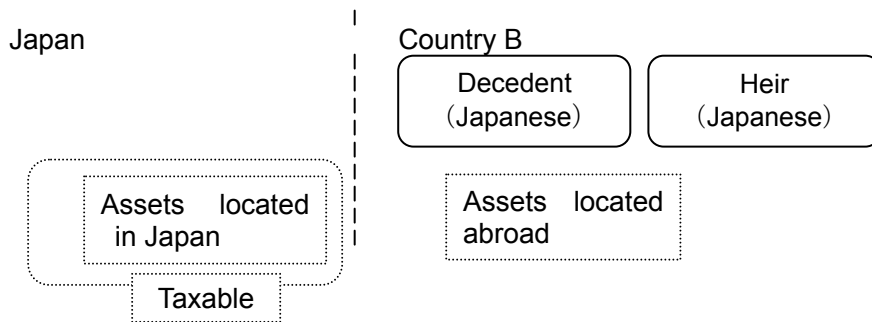 Japan
Country B
Decedent
（Japanese）
Heir
（Japanese）
Assets located
in Japan
Assets located
abroad
Taxable